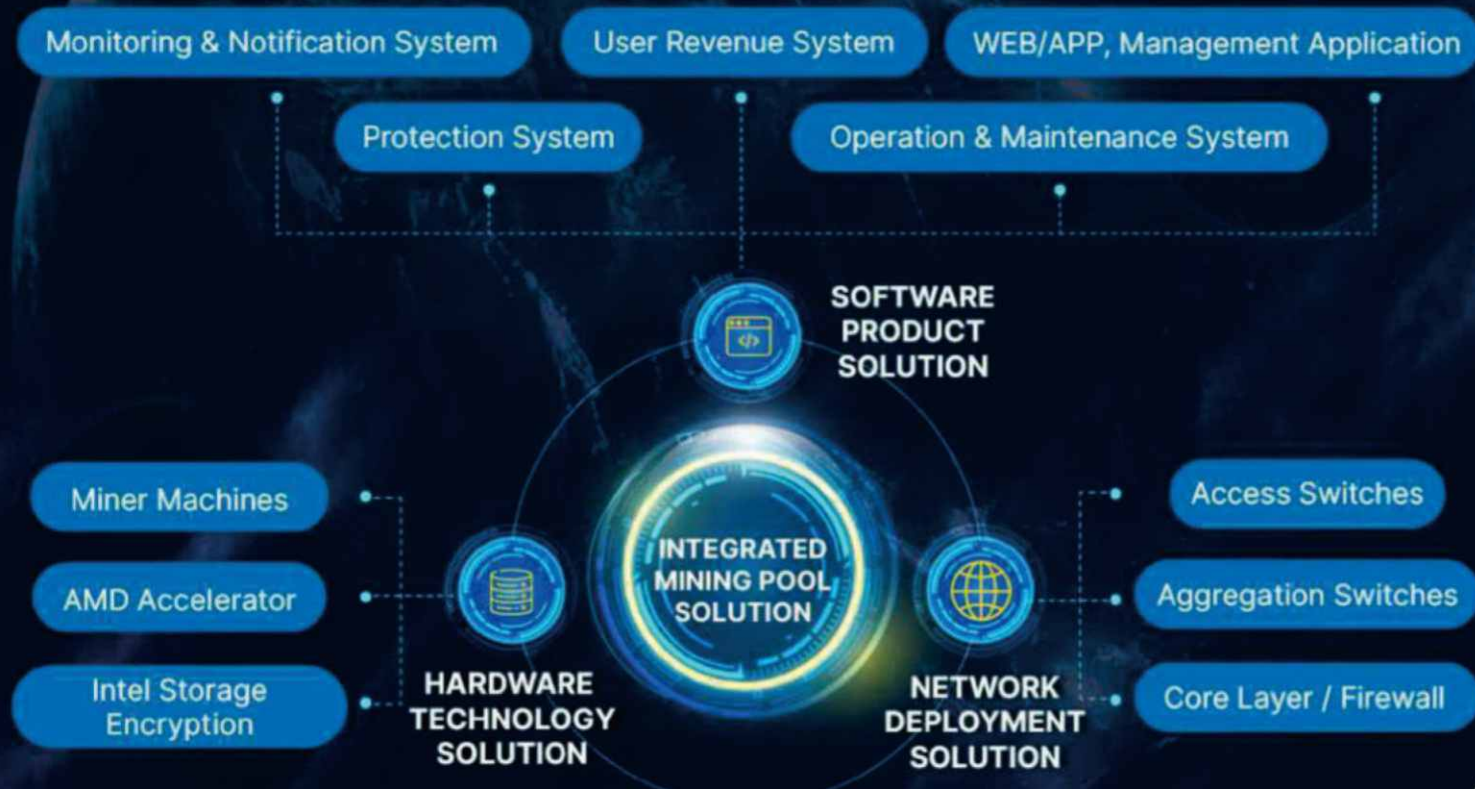 Monitoring & Notification System
User Revenue System
WEB/APP, Management Application
Protection System
Operation & Maintenance System
SOFTWARE
PRODUCT
SOLUTION
Miner Machines
AMD Accelerator
Intel Storage
Encryption
HARDWARE
TECHNOLOGY
SOLUTION
INTEGRATED
MINING POOL
SOLUTION
Access Switches
Aggregation Switches
Core Layer / Firewall
NETWORK
DEPLOYMENT
SOLUTION